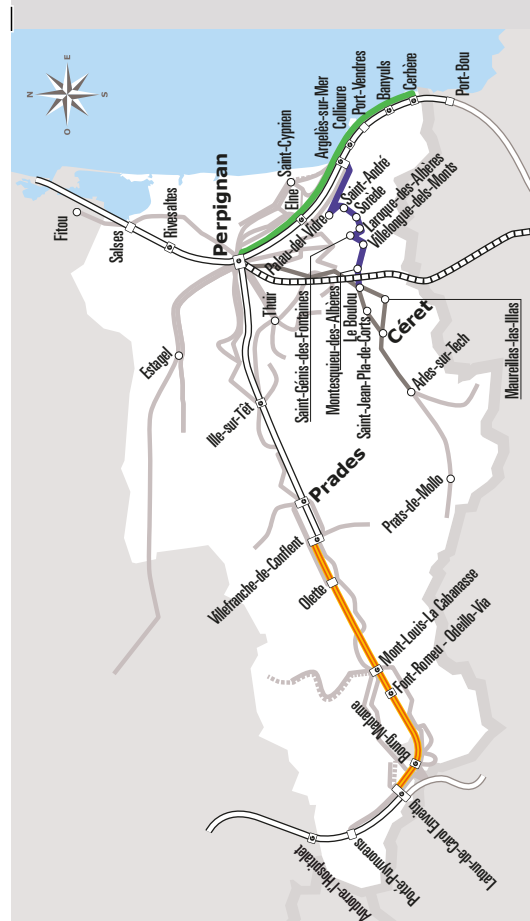 E
N
S
O
Fitou
Salses
Rivesaltes
Perpignan
Saint-Cyprien
Elne
Argelès-sur-Mer
Collioure
Port-Vendres
Banyuls
Cerbère
Port-Bou
Palau-del-Vidre
Saint-André
Sorède
Laroque-des-Albères
Villelongue-dels-Monts
Estagel
Thuir
Saint-Génis-des-Fontaines
Montesquieu-des-Albères
Le Boulou
Saint-Jean-Pla-de-Corts
Céret
Maureillas-las-Illas
Ille-sur-Têt
Arles-sur-Tech
Prades
Prats-de-Mollo
Villefranche-de-Conflent
Olette
Mont-Louis-La Cabanasse
Font-Romeu - Odeillo-Via
Bourg-Madame
Latour-de-Carol Enveitg
Porté-Puymorens
Andorre-l'Hospitalet